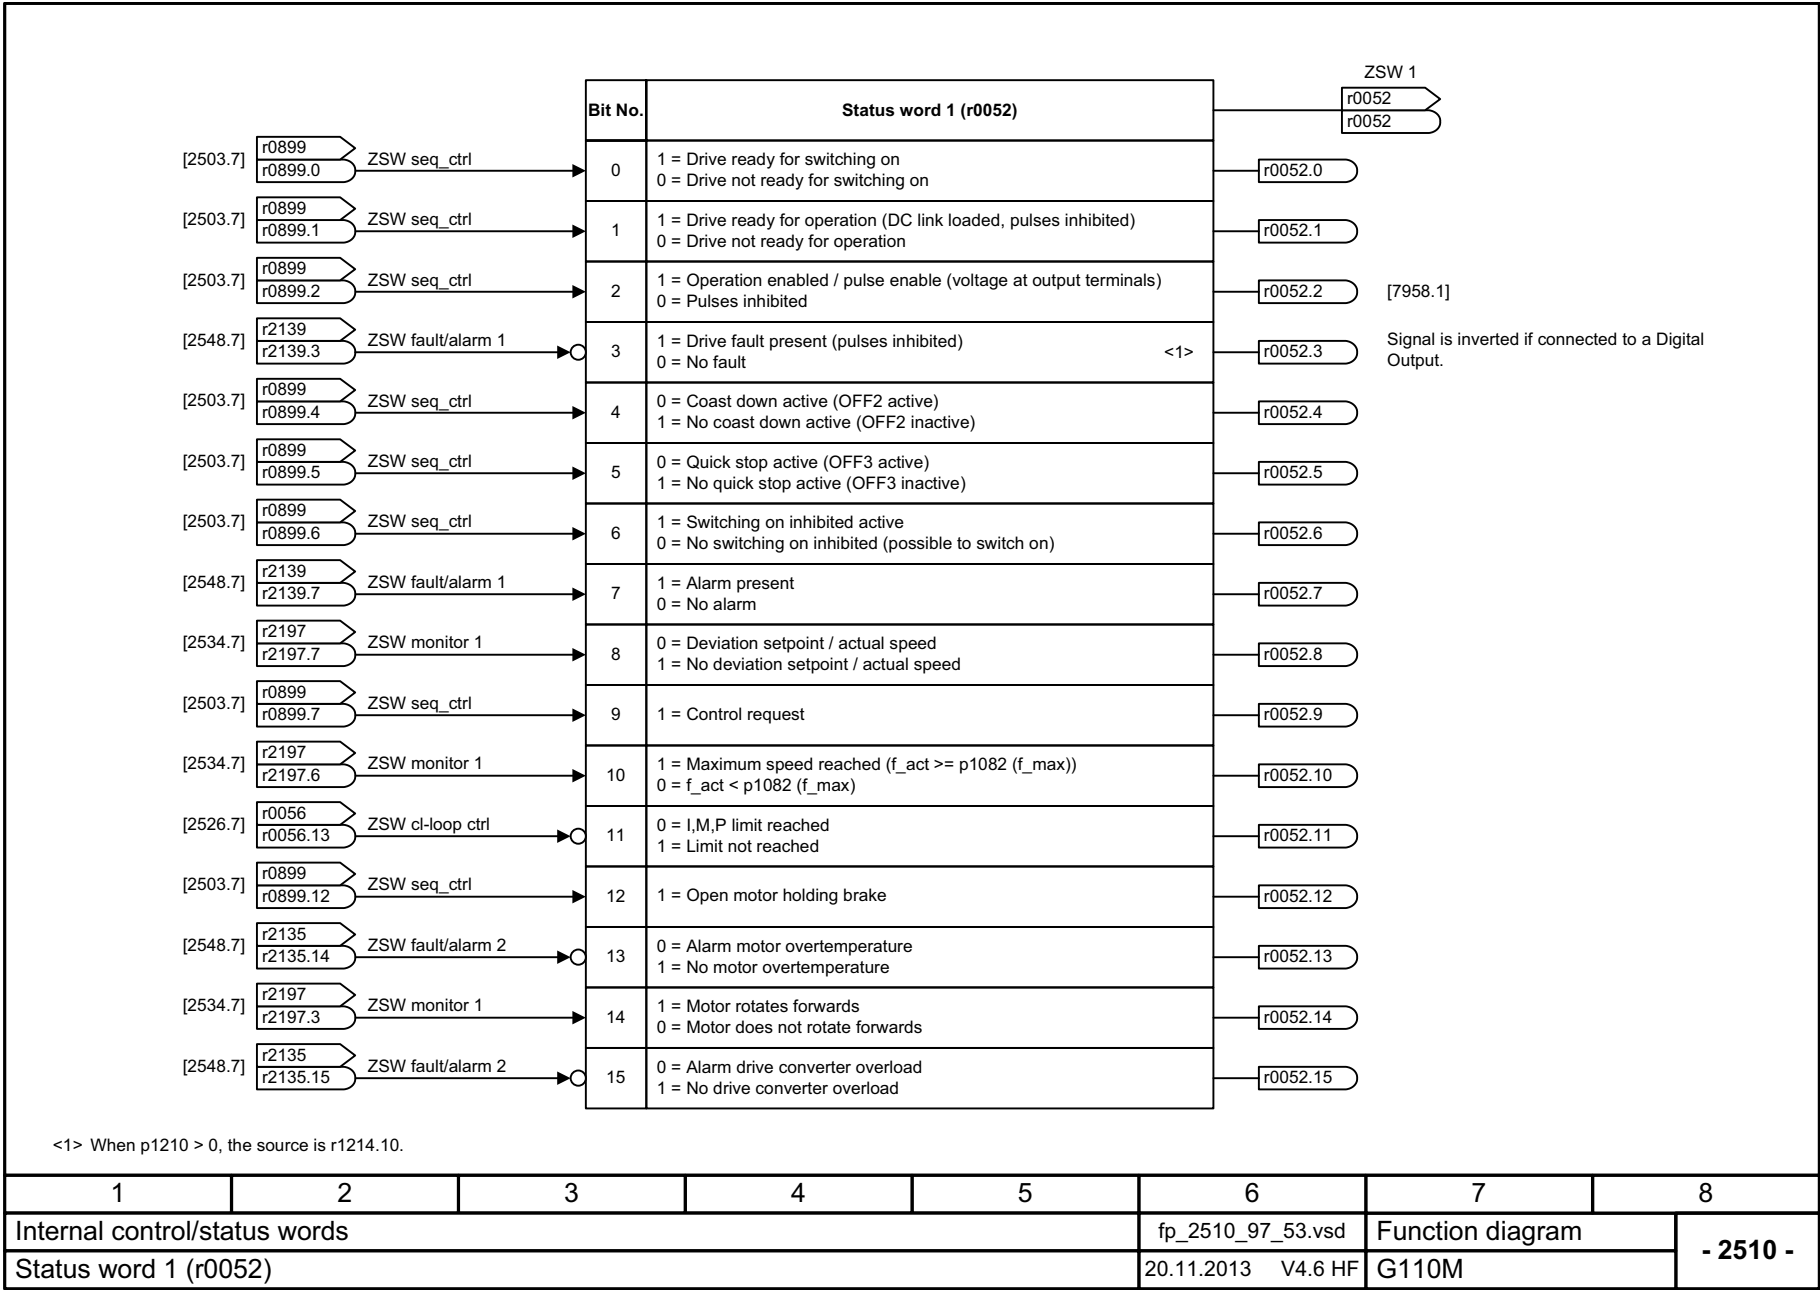 ZSW 1
Bit No. Status word 1 (r0052) r0052
r0052
[2503.7] r0899 ZSW seq_ctrl
r0899.0 0 1 = Drive ready for switching on r0052.0
0 = Drive not ready for switching on
[2503.7] r0899 ZSW seq_ctrl
r0899.1 1 1 = Drive ready for operation (DC link loaded, pulses inhibited) r0052.1
0 = Drive not ready for operation
[2503.7] r0899 ZSW seq_ctrl
r0899.2 2 1 = Operation enabled / pulse enable (voltage at output terminals) r0052.2 [7958.1]
0 = Pulses inhibited
[2548.7] r2139 ZSW fault/alarm 1
r2139.3 3 1 = Drive fault present (pulses inhibited) <1> r0052.3 Signal is inverted if connected to a Digital
0 = No fault Output.
[2503.7] r0899 ZSW seq_ctrl
r0899.4 4 0 = Coast down active (OFF2 active) r0052.4
1 = No coast down active (OFF2 inactive)
[2503.7] r0899 ZSW seq_ctrl
r0899.5 5 0 = Quick stop active (OFF3 active) r0052.5
1 = No quick stop active (OFF3 inactive)
[2503.7] r0899 ZSW seq_ctrl
r0899.6 6 1 = Switching on inhibited active r0052.6
0 = No switching on inhibited (possible to switch on)
[2548.7] r2139 ZSW fault/alarm 1
r2139.7 7 1 = Alarm present r0052.7
0 = No alarm
[2534.7] r2197 ZSW monitor 1
r2197.7 8 0 = Deviation setpoint / actual speed r0052.8
1 = No deviation setpoint / actual speed
[2503.7] r0899 ZSW seq_ctrl
r0899.7 9 1 = Control request r0052.9
[2534.7] r2197 ZSW monitor 1
r2197.6 10 1 = Maximum speed reached (f_act >= p1082 (f_max)) r0052.10
0 = f_act < p1082 (f_max)
[2526.7] r0056 ZSW cl-loop ctrl
r0056.13 11 0 = I,M,P limit reached r0052.11
1 = Limit not reached
[2503.7] r0899 ZSW seq_ctrl
r0899.12 12 1 = Open motor holding brake r0052.12
[2548.7] r2135 ZSW fault/alarm 2
r2135.14 13 0 = Alarm motor overtemperature r0052.13
1 = No motor overtemperature
[2534.7] r2197 ZSW monitor 1
r2197.3 14 1 = Motor rotates forwards r0052.14
0 = Motor does not rotate forwards
[2548.7] r2135 ZSW fault/alarm 2
r2135.15 15 0 = Alarm drive converter overload r0052.15
1 = No drive converter overload
<1> When p1210 > 0, the source is r1214.10.
1 2 3 4 5 6 7 8
Internal control/status words fp_2510_97_53.vsd Function diagram - 2510 -
Status word 1 (r0052) 20.11.2013 V4.6 HF G110M